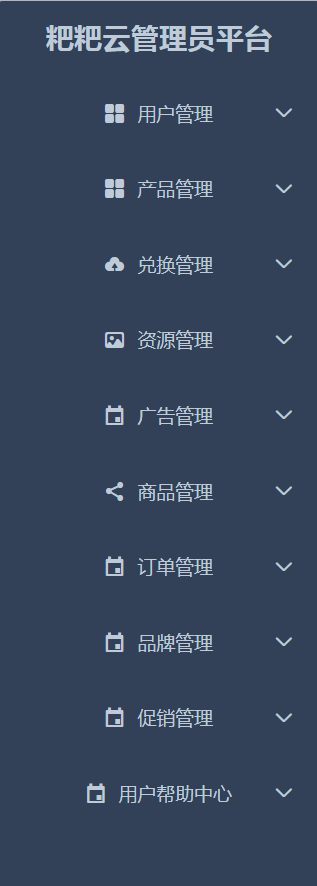 粑粑云管理员平台
用户管理
产品管理
兑换管理
资源管理
广告管理
商品管理
订单管理
品牌管理
促销管理
用户帮助中心